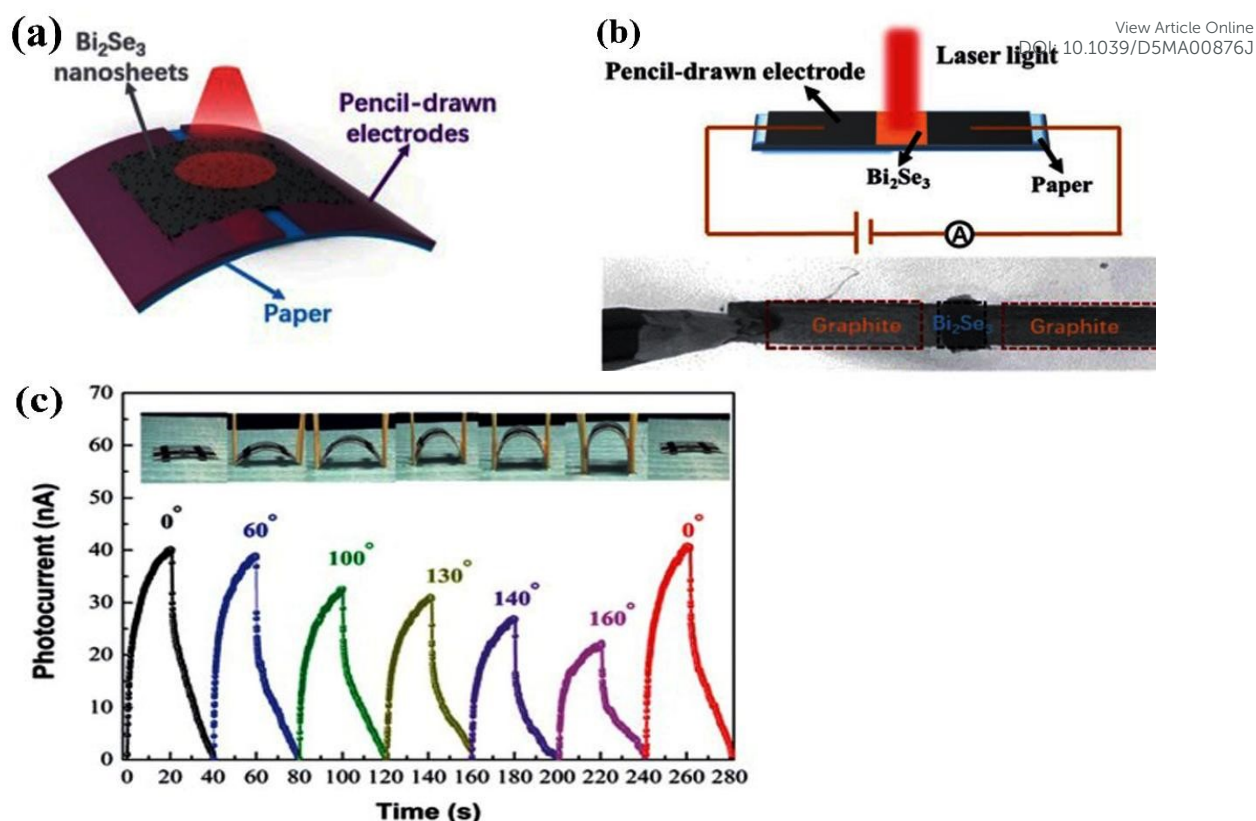 (a)
Bi₂Se₃
nanosheets
Pencil-drawn
electrodes
Paper
(b)
View Article Online
DOI: 10.1039/D5MA00876J
Laser light
Pencil-drawn electrode
Bi₂Se₃
Paper
A
Graphite
Bi₂Se₃
Graphite
(c)
70
60
50
40
30
20
10
0
Photocurrent (nA)
0°
60°
100°
130°
140°
160°
0°
0 20 40 60 80 100 120 140 160 180 200 220 240 260 281
Time (s)